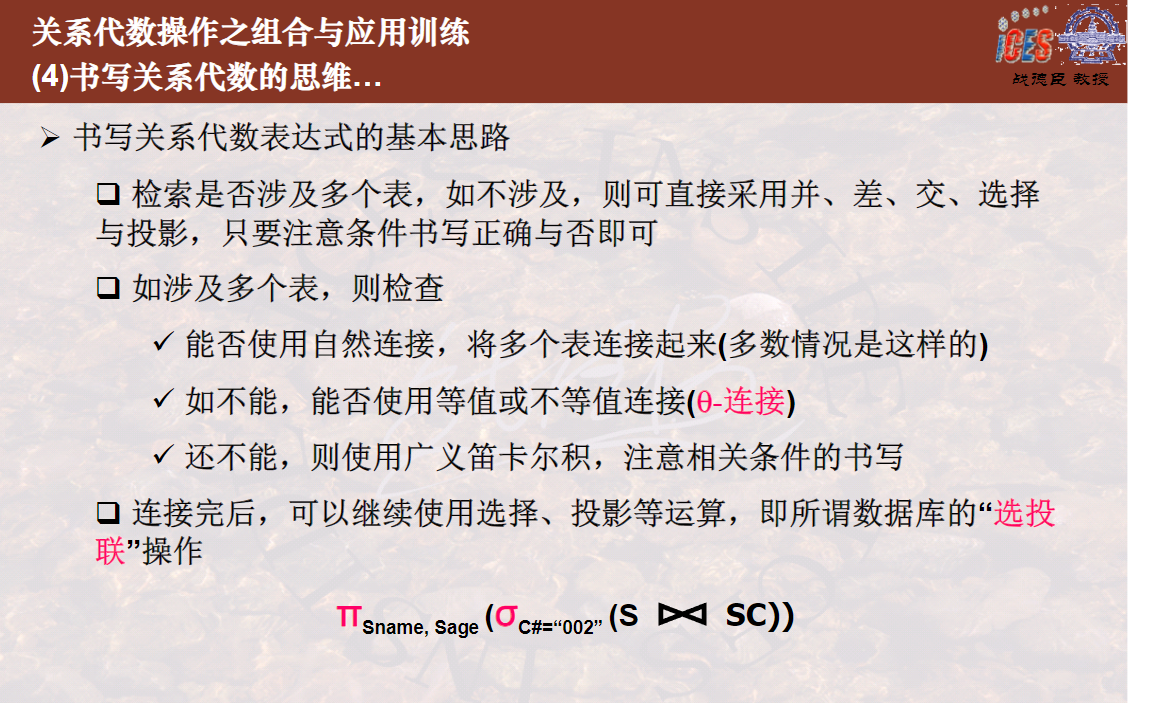 关系代数操作之组合与应用训练
(4)书写关系代数的思维…
iCES
战德臣 教授
➢ 书写关系代数表达式的基本思路
❑ 检索是否涉及多个表，如不涉及，则可直接采用并、差、交、选择
与投影，只要注意条件书写正确与否即可
❑ 如涉及多个表，则检查
✓ 能否使用自然连接，将多个表连接起来(多数情况是这样的)
✓ 如不能，能否使用等值或不等值连接(θ-连接)
✓ 还不能，则使用广义笛卡尔积，注意相关条件的书写
❑ 连接完后，可以继续使用选择、投影等运算，即所谓数据库的“选投
联”操作
π Sname, Sage (σ C#=“002” (S ⋈ SC))